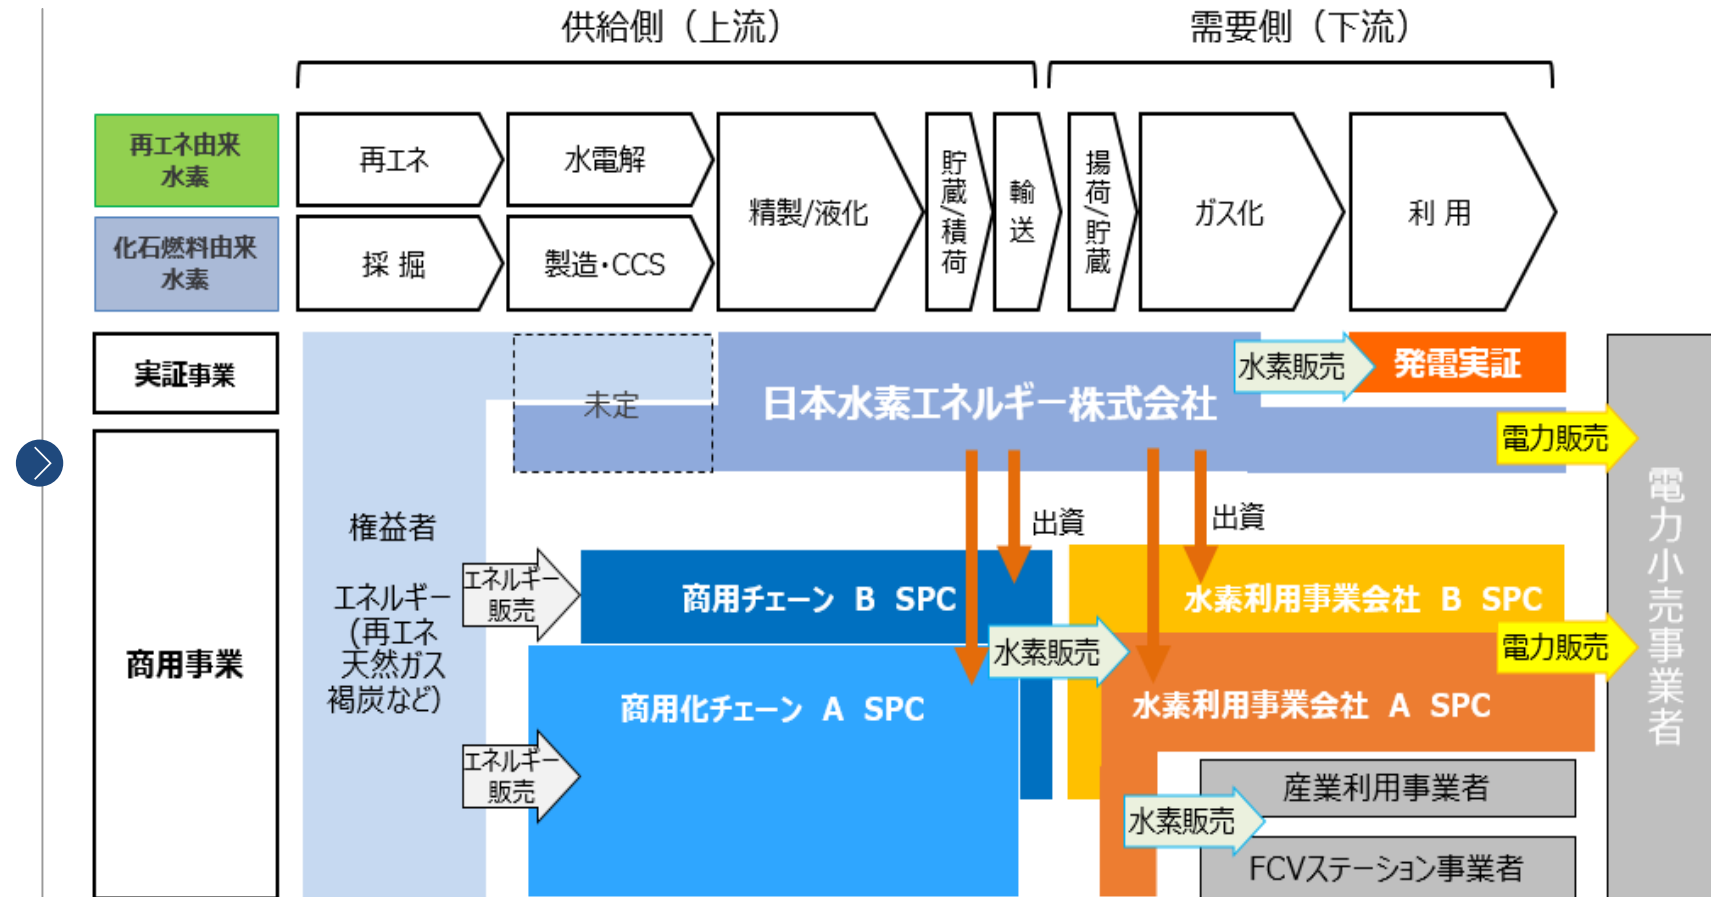 供給側（上流）
需要側（下流）
再エネ由来
水素
再エネ
水電解
精製/液化
貯蔵/積荷
輸送
揚荷/貯蔵
ガス化
利 用
化石燃料由来
水素
採 掘
製造・CCS
実証事業
未定
日本水素エネルギー株式会社
水素販売
発電実証
電力販売
商用事業
権益者
エネルギー
(再エネ
天然ガス
褐炭など)
出資
出資
エネルギー
販売
商用チェーン B SPC
水素利用事業会社 B SPC
水素販売
電力販売
商用化チェーン A SPC
水素利用事業会社 A SPC
エネルギー
販売
水素販売
産業利用事業者
FCVステーション事業者
電力小売事業者